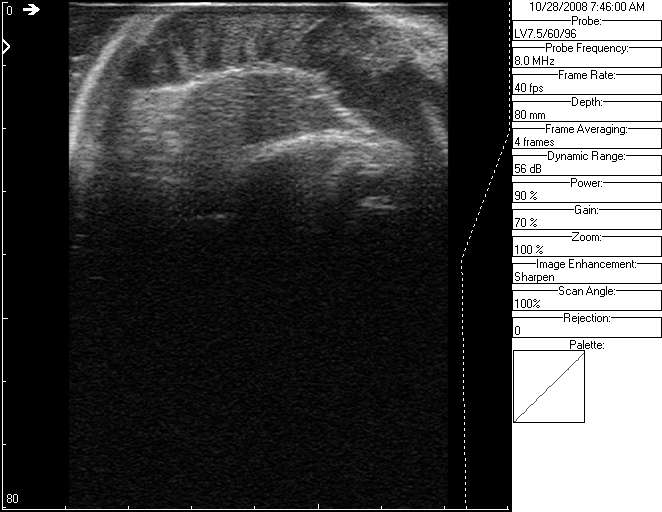 0
80
10/28/2008 7:46:00 AM
Probe:
LV7.5/60/96
Probe Frequency:
8.0 MHz
Frame Rate:
40 fps
Depth:
80 mm
Frame Averaging:
4 frames
Dynamic Range:
56 dB
Power:
90 %
Gain:
70 %
Zoom:
100 %
Image Enhancement:
Sharpen
Scan Angle:
100%
Rejection:
0
Palette: